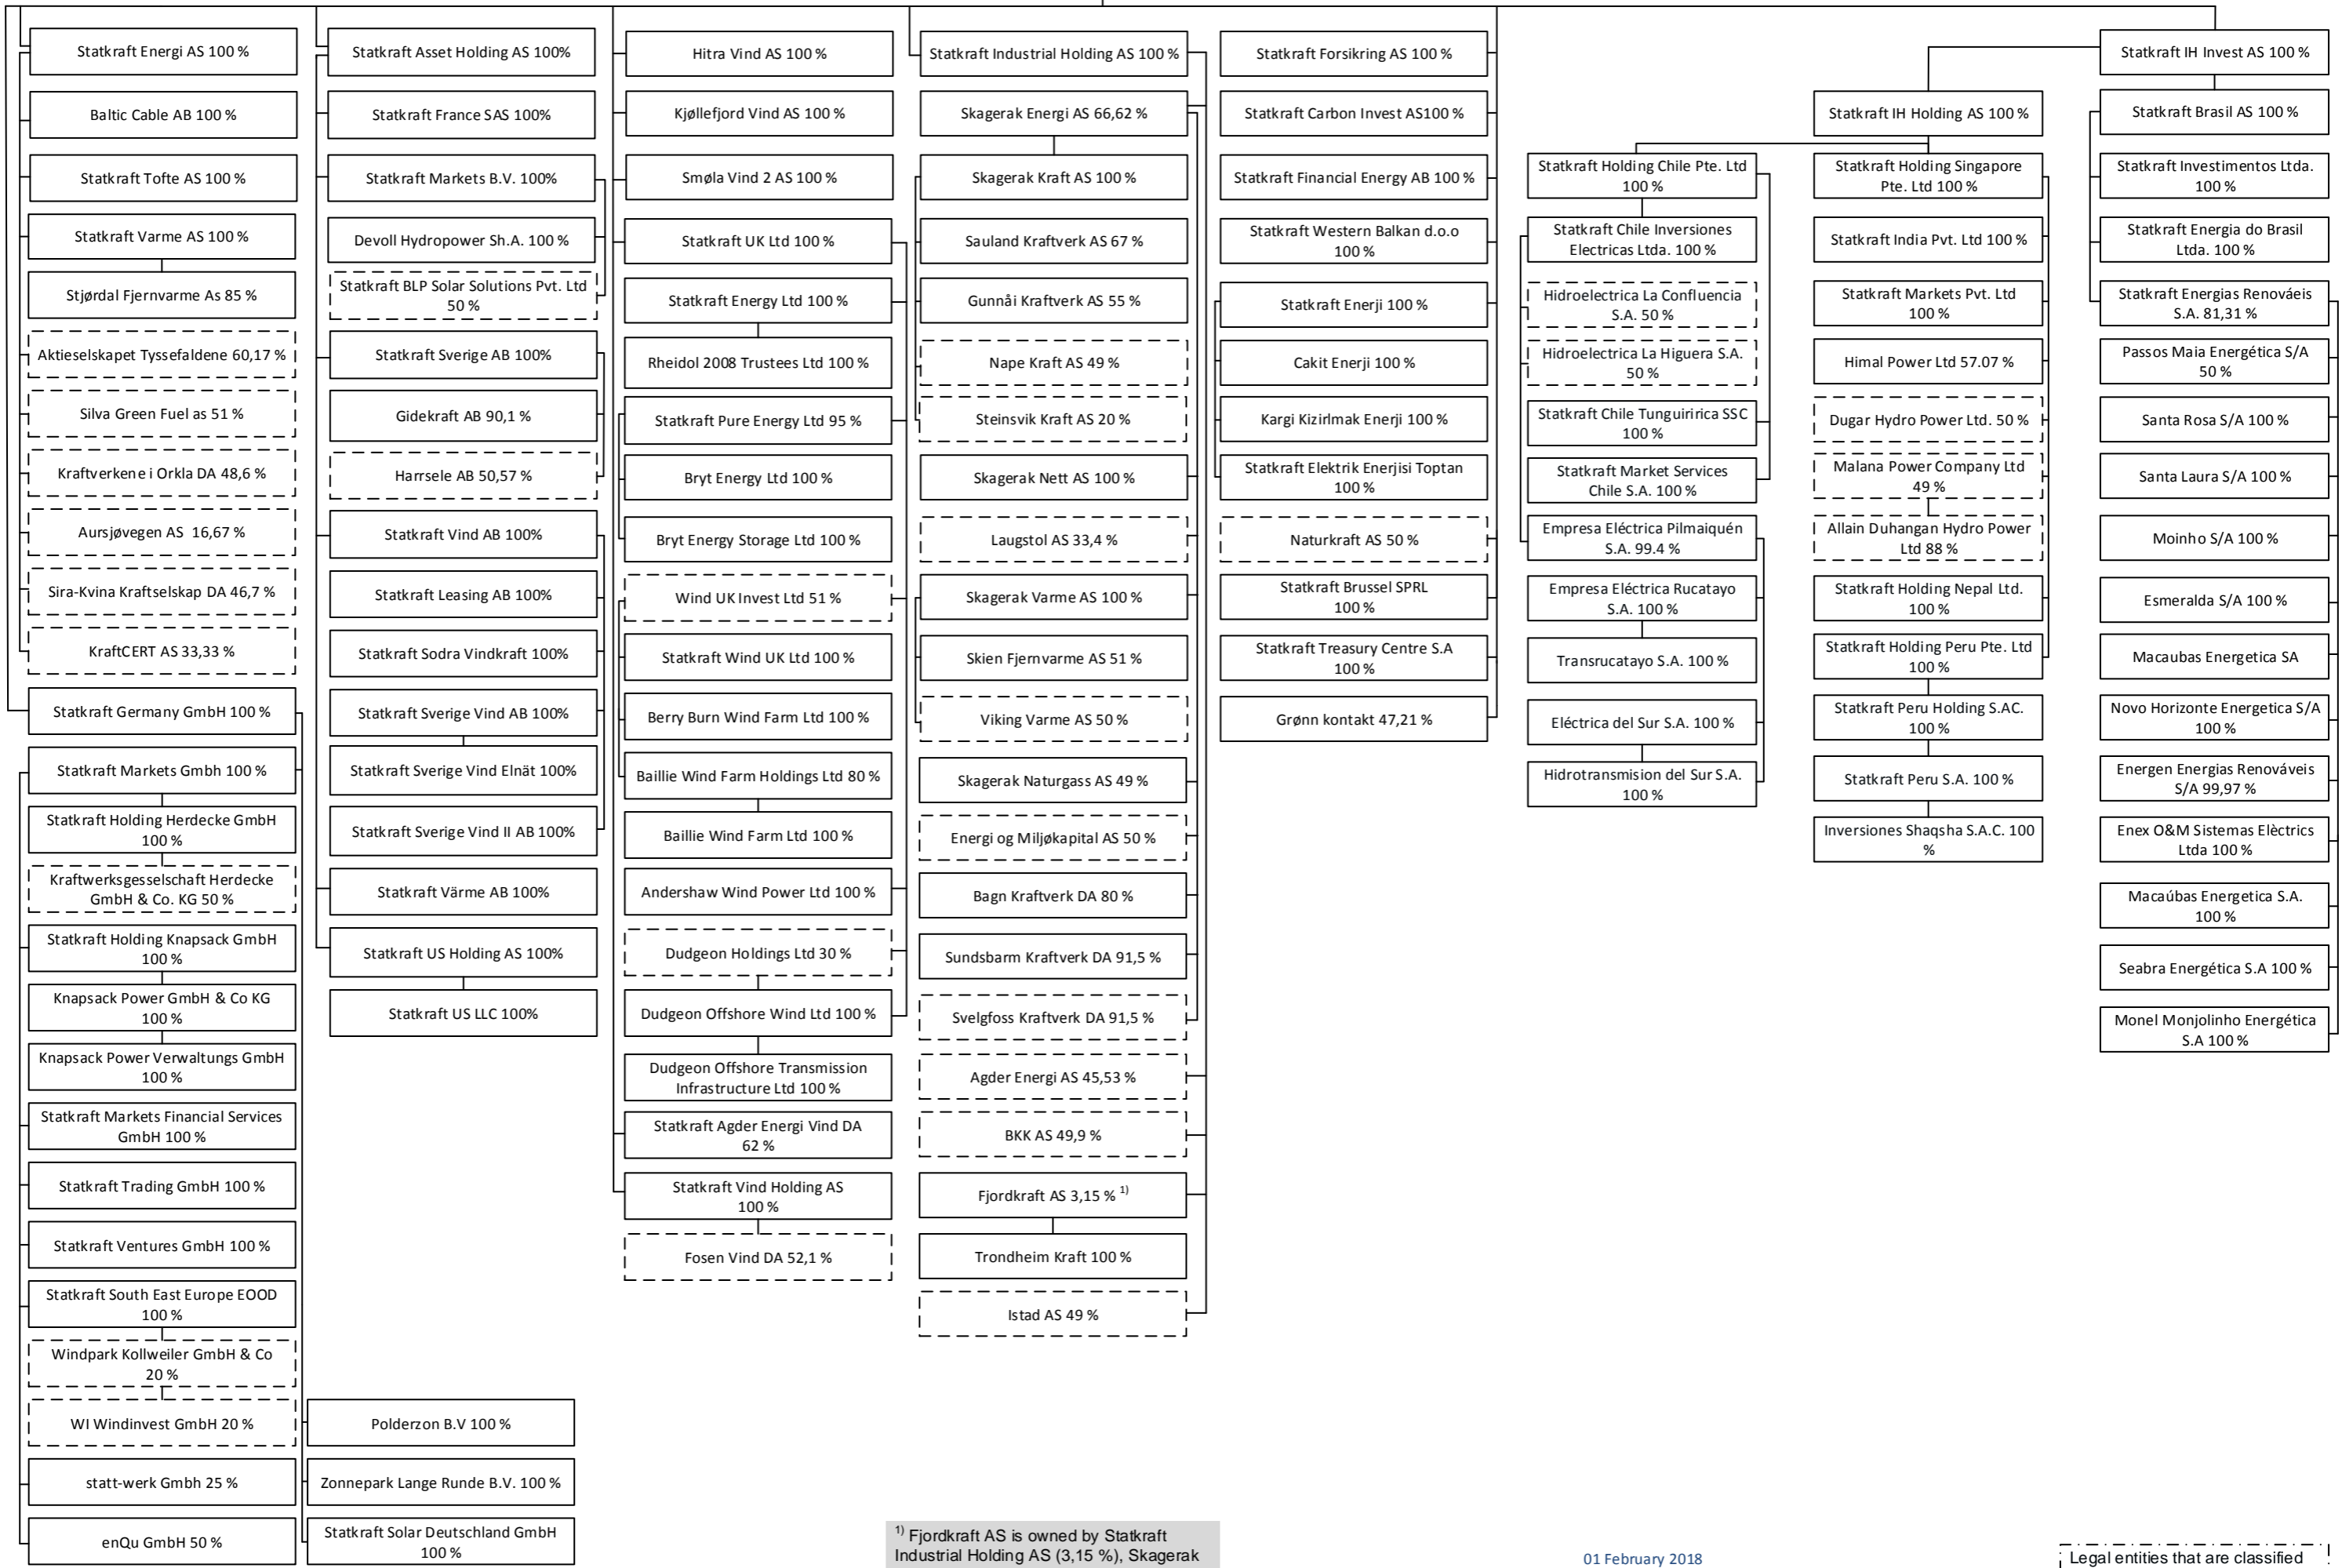 Statkraft Energi AS 100 %
Baltic Cable AB 100 %
Statkraft Tofte AS 100 %
Statkraft Varme AS 100 %
Stjørdal Fjernvarme As 85 %
Aktieselskapet Tyssefaldene 60,17 %
Silva Green Fuel as 51 %
Kraftverkene i Orkla DA 48,6 %
Aursjøvegen AS 16,67 %
Sira-Kvina Kraftselskap DA 46,7 %
KraftCERT AS 33,33 %
Statkraft Germany GmbH 100 %
Statkraft Markets Gmbh 100 %
Statkraft Holding Herdecke GmbH
100 %
Kraftwerksgesselschaft Herdecke
GmbH & Co. KG 50 %
Statkraft Holding Knapsack GmbH
100 %
Knapsack Power GmbH & Co KG
100 %
Knapsack Power Verwaltungs GmbH
100 %
Statkraft Markets Financial Services
GmbH 100 %
Statkraft Trading GmbH 100 %
Statkraft Ventures GmbH 100 %
Statkraft South East Europe EOOD
100 %
Windpark Kollweiler GmbH & Co
20 %
WI Windinvest GmbH 20 %
statt-werk Gmbh 25 %
enQu GmbH 50 %
Statkraft Asset Holding AS 100%
Statkraft France SAS 100%
Statkraft Markets B.V. 100%
Devoll Hydropower Sh.A. 100 %
Statkraft BLP Solar Solutions Pvt. Ltd
50 %
Statkraft Sverige AB 100%
Gidekraft AB 90,1 %
Harrsele AB 50,57 %
Statkraft Vind AB 100%
Statkraft Leasing AB 100%
Statkraft Sodra Vindkraft 100%
Statkraft Sverige Vind AB 100%
Statkraft Sverige Vind Elnät 100%
Statkraft Sverige Vind II AB 100%
Statkraft Värme AB 100%
Statkraft US Holding AS 100%
Statkraft US LLC 100%
Polderzon B.V 100 %
Zonnepark Lange Runde B.V. 100 %
Statkraft Solar Deutschland GmbH
100 %
Hitra Vind AS 100 %
Kjøllefjord Vind AS 100 %
Smøla Vind 2 AS 100 %
Statkraft UK Ltd 100 %
Statkraft Energy Ltd 100 %
Rheidol 2008 Trustees Ltd 100 %
Statkraft Pure Energy Ltd 95 %
Bryt Energy Ltd 100 %
Bryt Energy Storage Ltd 100 %
Wind UK Invest Ltd 51 %
Statkraft Wind UK Ltd 100 %
Berry Burn Wind Farm Ltd 100 %
Baillie Wind Farm Holdings Ltd 80 %
Baillie Wind Farm Ltd 100 %
Andershaw Wind Power Ltd 100 %
Dudgeon Holdings Ltd 30 %
Dudgeon Offshore Wind Ltd 100 %
Dudgeon Offshore Transmission
Infrastructure Ltd 100 %
Statkraft Agder Energi Vind DA
62 %
Statkraft Vind Holding AS
100 %
Fosen Vind DA 52,1 %
Statkraft Industrial Holding AS 100 %
Skagerak Energi AS 66,62 %
Skagerak Kraft AS 100 %
Sauland Kraftverk AS 67 %
Gunnåi Kraftverk AS 55 %
Nape Kraft AS 49 %
Steinsvik Kraft AS 20 %
Skagerak Nett AS 100 %
Laugstol AS 33,4 %
Skagerak Varme AS 100 %
Skien Fjernvarme AS 51 %
Viking Varme AS 50 %
Skagerak Naturgass AS 49 %
Energi og Miljøkapital AS 50 %
Bagn Kraftverk DA 80 %
Sundsbarm Kraftverk DA 91,5 %
Svelgfoss Kraftverk DA 91,5 %
Agder Energi AS 45,53 %
BKK AS 49,9 %
Fjordkraft AS 3,15 % 1)
Trondheim Kraft 100 %
Istad AS 49 %
Statkraft Forsikring AS 100 %
Statkraft Carbon Invest AS100 %
Statkraft Financial Energy AB 100 %
Statkraft Western Balkan d.o.o
100 %
Statkraft Enerji 100 %
Cakit Enerji 100 %
Kargi Kizirlmak Enerji 100 %
Statkraft Elektrik Enerjisi Toptan
100 %
Naturkraft AS 50 %
Statkraft Brussel SPRL
100 %
Statkraft Treasury Centre S.A
100 %
Grønn kontakt 47,21 %
Statkraft Holding Chile Pte. Ltd
100 %
Statkraft Chile Inversiones
Electricas Ltda. 100 %
Hidroelectrica La Confluencia
S.A. 50 %
Hidroelectrica La Higuera S.A.
50 %
Statkraft Chile Tunguiririca SSC
100 %
Statkraft Market Services
Chile S.A. 100 %
Empresa Eléctrica Pilmaiquén
S.A. 99.4 %
Empresa Eléctrica Rucatayo
S.A. 100 %
Transrucatayo S.A. 100 %
Eléctrica del Sur S.A. 100 %
Hidrotransmision del Sur S.A.
100 %
Statkraft IH Holding AS 100 %
Statkraft Holding Singapore
Pte. Ltd 100 %
Statkraft India Pvt. Ltd 100 %
Statkraft Markets Pvt. Ltd
100 %
Himal Power Ltd 57.07 %
Dugar Hydro Power Ltd. 50 %
Malana Power Company Ltd
49 %
Allain Duhangan Hydro Power
Ltd 88 %
Statkraft Holding Nepal Ltd.
100 %
Statkraft Holding Peru Pte. Ltd
100 %
Statkraft Peru Holding S.AC.
100 %
Statkraft Peru S.A. 100 %
Inversiones Shaqsha S.A.C. 100
%
Statkraft IH Invest AS 100 %
Statkraft Brasil AS 100 %
Statkraft Investimentos Ltda.
100 %
Statkraft Energia do Brasil
Ltda. 100 %
Statkraft Energias Renováeis
S.A. 81,31 %
Passos Maia Energética S/A
50 %
Santa Rosa S/A 100 %
Santa Laura S/A 100 %
Moinho S/A 100 %
Esmeralda S/A 100 %
Macaubas Energetica SA
Novo Horizonte Energetica S/A
100 %
Energen Energias Renováveis
S/A 99,97 %
Enex O&M Sistemas Elèctrics
Ltda 100 %
Macaúbas Energetica S.A.
100 %
Seabra Energética S.A 100 %
Monel Monjolinho Energética
S.A 100 %
1) Fjordkraft AS is owned by Statkraft
Industrial Holding AS (3,15 %), Skagerak
01 February 2018
Legal entities that are classified